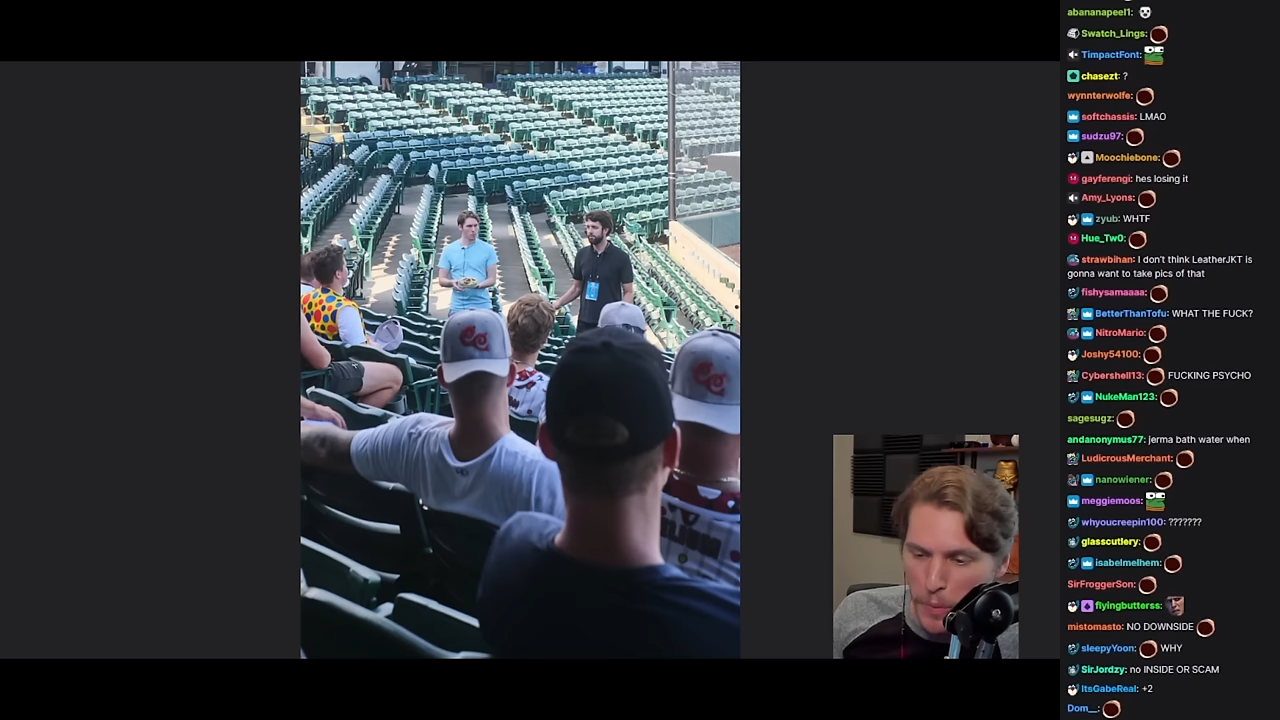 abananapeel1:
Swatch_Lings:
TimpactFont:
chasezt: ?
wynnterwolfe:
softchassis: LMAO
sudzu97:
Moochiebone:
gayferengi: hes losing it
Amy_Lyons:
zyub: WHTF
Hue_Tw0:
strawbihan: I don't think LeatherJKT is
gonna want to take pics of that
fishysamaaaa:
BetterThanTofu: WHAT THE FUCK?
NitroMario:
Joshy54100:
Cybershell13: FUCKING PSYCHO
NukeMan123:
sagesugz:
andanonymus77: jerma bath water when
LudicrousMerchant:
nanowiener:
meggiemoos:
whyoucreepin100: ???????
glasscutlery:
isabelmelhem:
SirFroggerSon:
flyingbutterss:
mistomasto: NO DOWNSIDE
sleepyYoon: WHY
SirJordzy: no INSIDE OR SCAM
ItsGabeReal: +2
Dom__: